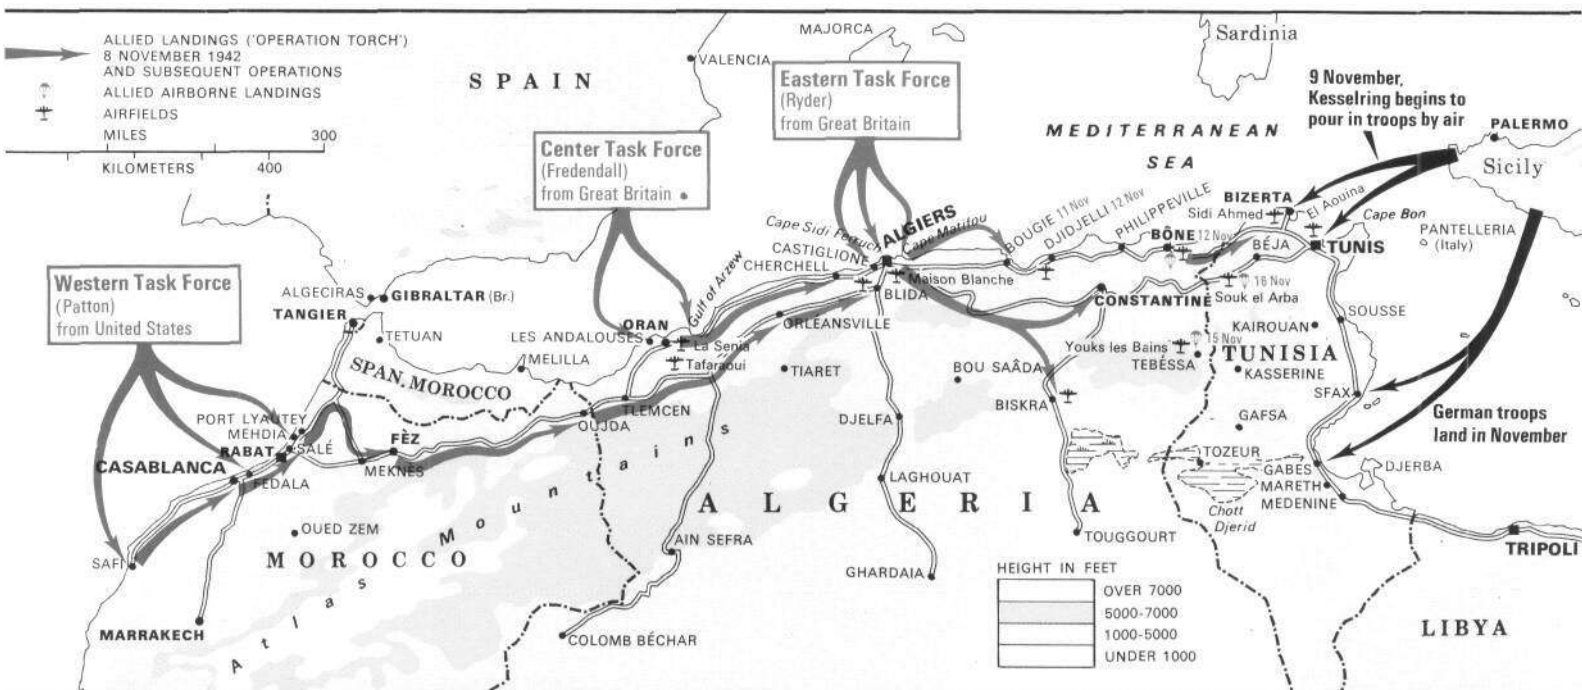 ALLIED LANDINGS ('OPERATION TORCH')
8 NOVEMBER 1942
AND SUBSEQUENT OPERATIONS
ALLIED AIRBORNE LANDINGS
AIRFIELDS
MILES
300
KILOMETERS
400
SPAIN
VALENCIA
MAJORCA
Sardinia
Eastern Task Force
(Ryder)
from Great Britain
Center Task Force
(Fredendall)
from Great Britain
Western Task Force
(Patton)
from United States
9 November,
Kesselring begins to
pour in troops by air
MEDITERRANEAN
SEA
PALERMO
Sicily
PANTELLERIA
(Italy)
BIZERTA
Sidi Ahmed
El Aouina
Cape Bon
TUNIS
ALGIERS
Cape Sidi Ferruch
Cape Matifou
BOUGIE 11 Nov
DJIDJELLI 12 Nov
PHILIPPEVILLE
BÔNE 12 Nov
BÉJA
CASTIGLIONE
CHERCHELL
Maison Blanche
BLIDA
CONSTANTINE
16 Nov
Souk el Arba
Gulf of Arzew
ORAN
LES ANDALOUSES
La Senia
Tafaraoui
ORLEANSVILLE
ALGECIRAS
GIBRALTAR (Br.)
TANGIER
TETUAN
MELILLA
SPAN. MOROCCO
TIARET
BOU SAÂDA
BISKRA
Youks les Bains
15 Nov
TEBÉSSA
TUNISIA
KAIROUAN
SOUSSE
KASSERINE
SFAX
GAFSA
German troops
land in November
PORT LYAUTEY
MEHDIA
RABAT
SALÉ
FÈZ
MEKNES
OUJDA
TLEMCEN
DJELFA
CASABLANCA
FEDALA
LAGHOUAT
TOZEUR
GABES
MARETH
MEDENINE
DJERBA
Chott
Djerid
OUED ZEM
SAFI
MOROCCO
Atlas Mountains
ALGERIA
AIN SEFRA
GHARDAIA
TOUGGOURT
TRIPOLI
MARRAKECH
COLOMB BÉCHAR
LIBYA
HEIGHT IN FEET
OVER 7000
5000-7000
1000-5000
UNDER 1000